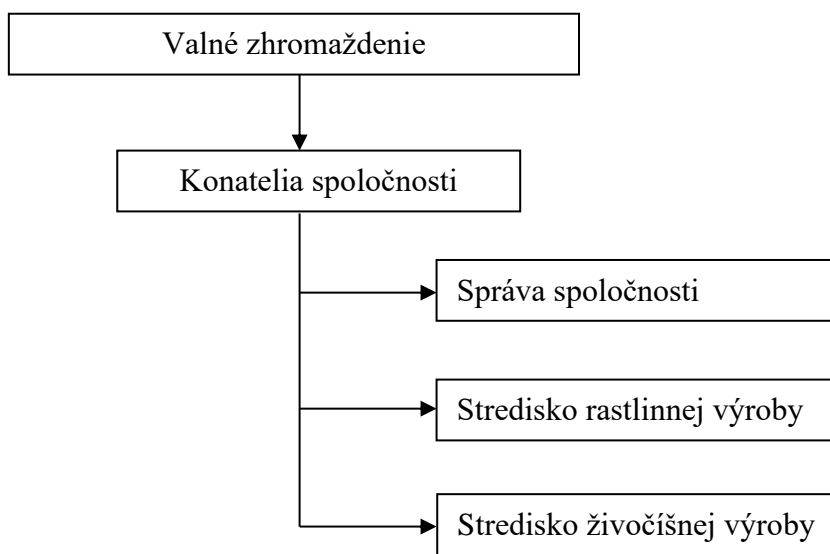 Valné zhromaždenie
Konatelia spoločnosti
Správa spoločnosti
Stredisko rastlinnej výroby
Stredisko živočíšnej výroby